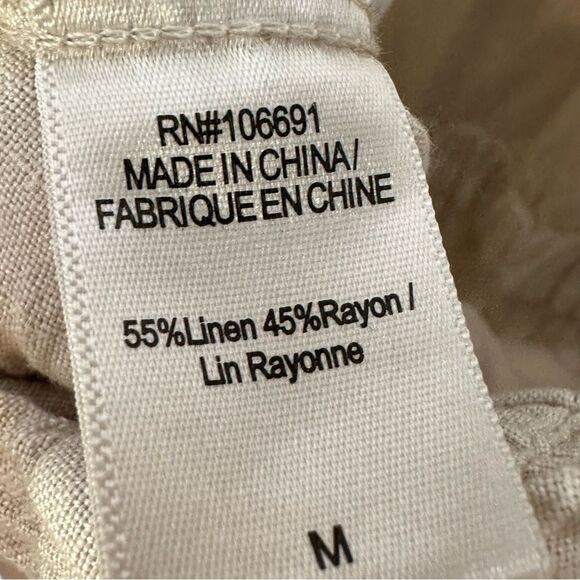 RN#106691
MADE IN CHINA/
FABRIQUE EN CHINE
55%Linen 45%Rayon /
Lin Rayonne
M